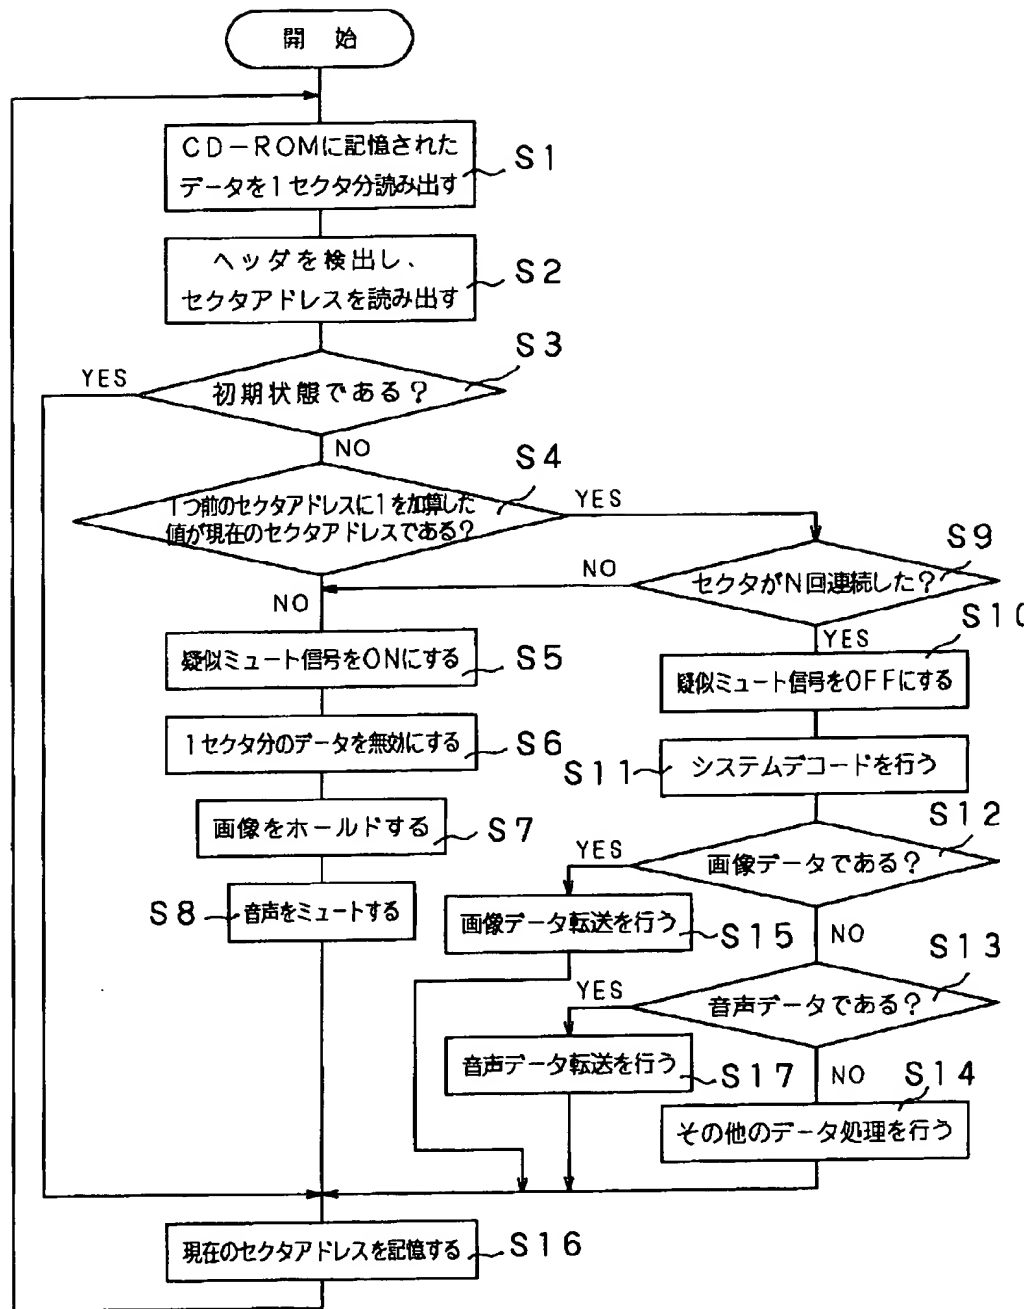 開 始
CD-ROMに記憶された
データを1セクタ分読み出す
S1
ヘッダを検出し、
セクタアドレスを読み出す
S2
S3
YES
初期状態である?
NO
S4
1つ前のセクタアドレスに1を加算した
値が現在のセクタアドレスである?
YES
S9
セクタがN回連続した?
NO
NO
S10
YES
疑似ミュート信号をONにする
S5
疑似ミュート信号をOFFにする
1セクタ分のデータを無効にする
S6
S11
システムデコードを行う
画像をホールドする
S7
S12
YES
画像データである?
S8
音声をミュートする
画像データ転送を行う
S15
NO
S13
YES
音声データである?
音声データ転送を行う
S17
NO
S14
その他のデータ処理を行う
現在のセクタアドレスを記憶する
S16